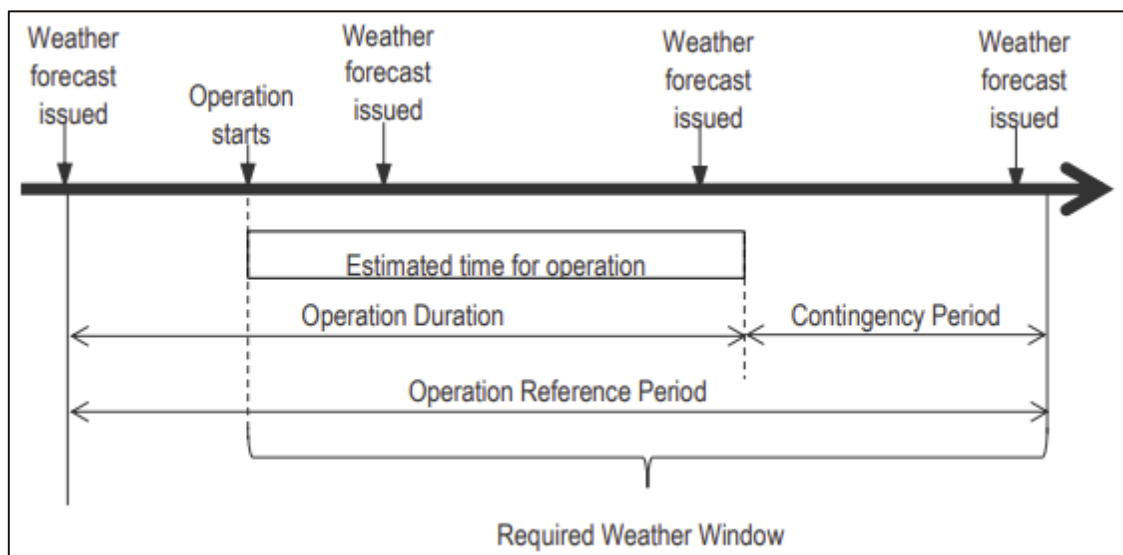 Weather
forecast
issued
Operation
starts
Weather
forecast
issued
Weather
forecast
issued
Weather
forecast
issued
Estimated time for operation
Operation Duration
Contingency Period
Operation Reference Period
Required Weather Window